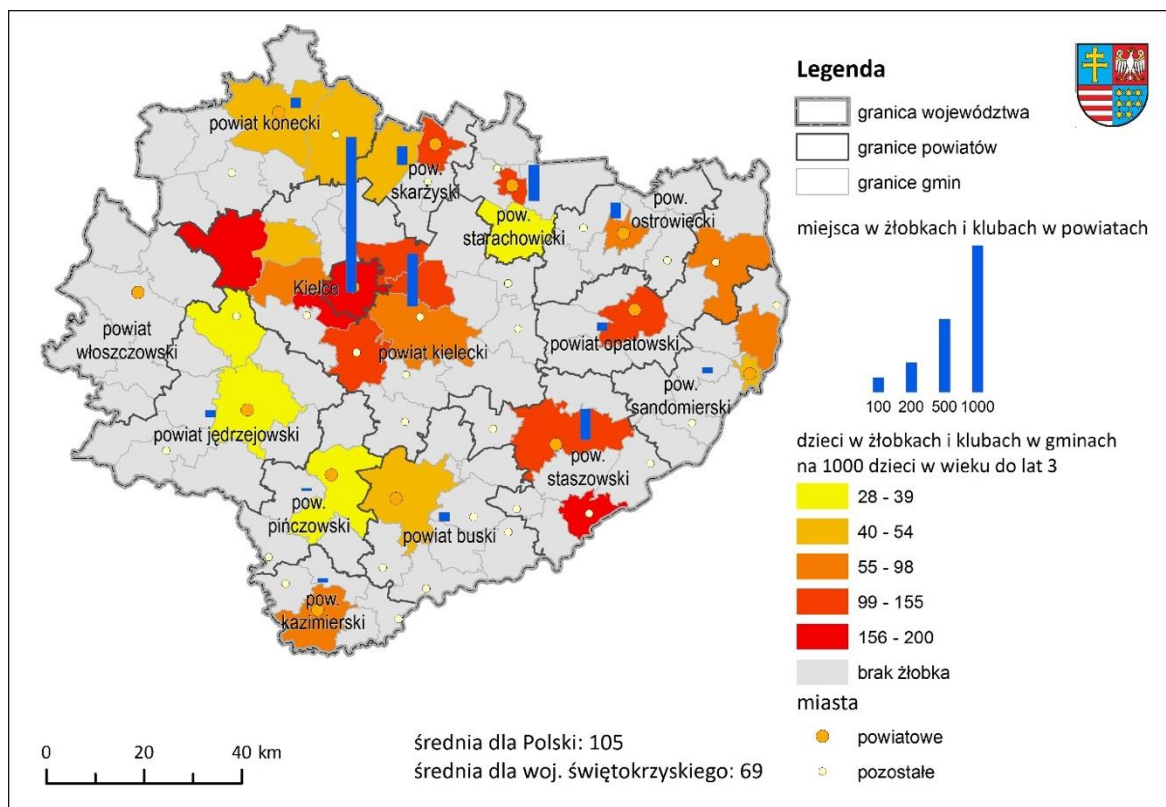 powiat konecki
pow.
skarżyski
pow.
starachowicki
pow.
ostrowiecki
Kielce
powiat
włoszczowski
powiat kielecki
powiat opatowski
pow.
sandomierski
powiat jędrzejowski
pow.
staszowski
pow.
pińczowski
powiat buski
pow.
kazimierski
0 20 40 km
średnia dla Polski: 105
średnia dla woj. świętokrzyskiego: 69
Legenda
granica województwa
granice powiatów
granice gmin
miejsca w żłobkach i klubach w powiatach
100 200 500 1000
dzieci w żłobkach i klubach w gminach
na 1000 dzieci w wieku do lat 3
28 - 39
40 - 54
55 - 98
99 - 155
156 - 200
brak żłobka
miasta
powiatowe
pozostałe